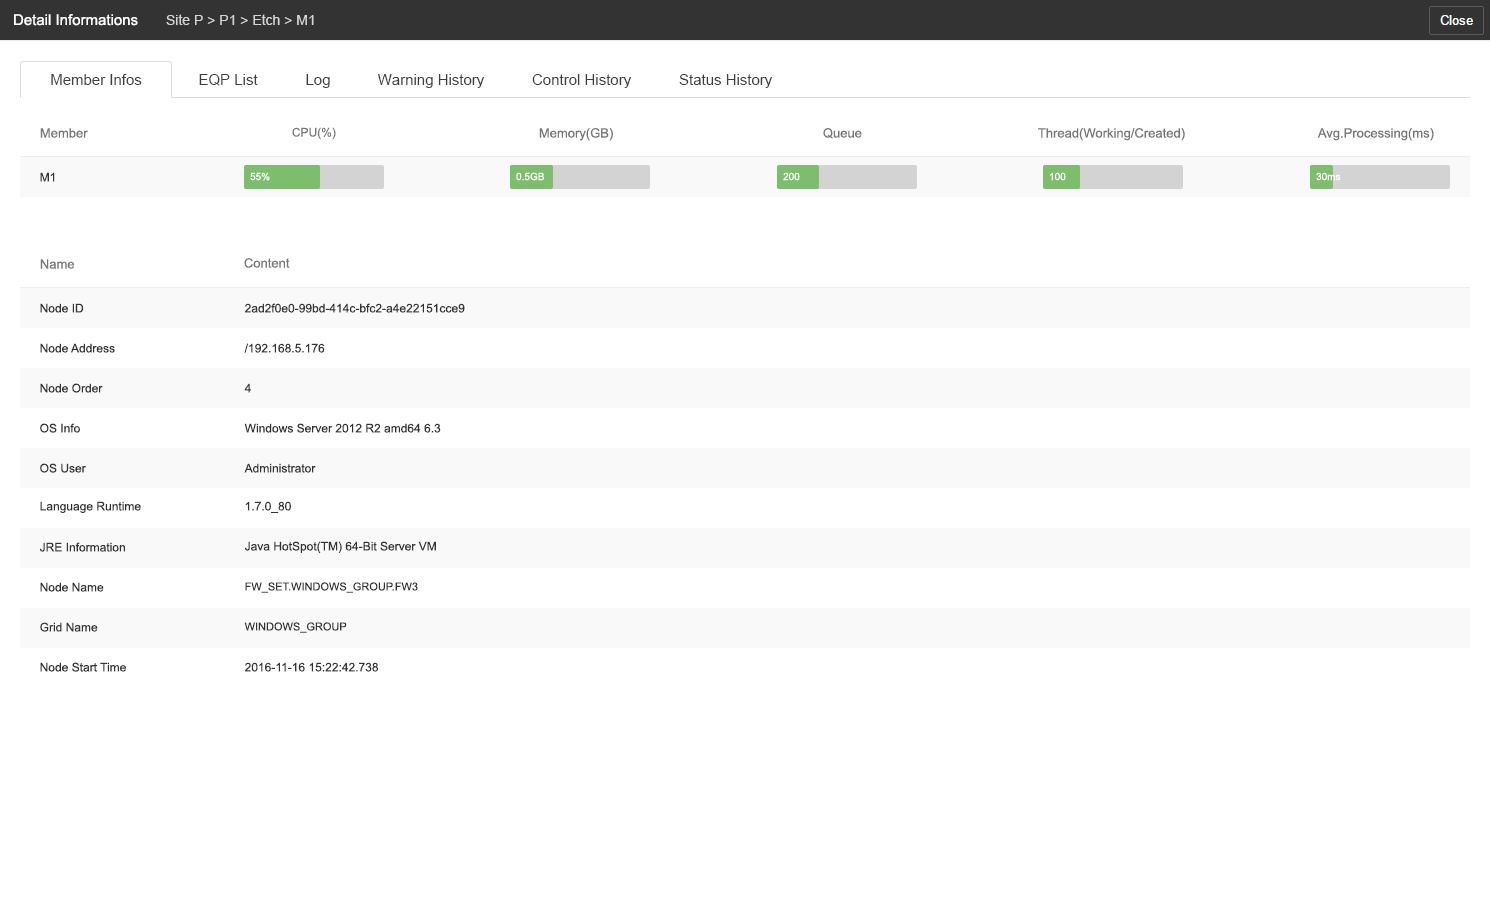 Detail Informations Site P > P1 > Etch > M1 Close
Member Infos EQP List Log Warning History Control History Status History
Member CPU(%) Memory(GB) Queue Thread(Working/Created) Avg.Processing(ms)
M1 55% 0.5GB 200 100 30ms
Name Content
Node ID 2ad2f0e0-99bd-414c-bfc2-a4e22151cce9
Node Address /192.168.5.176
Node Order 4
OS Info Windows Server 2012 R2 amd64 6.3
OS User Administrator
Language Runtime 1.7.0_80
JRE Information Java HotSpot(TM) 64-Bit Server VM
Node Name FW_SET.WINDOWS_GROUP.FW3
Grid Name WINDOWS_GROUP
Node Start Time 2016-11-16 15:22:42.738